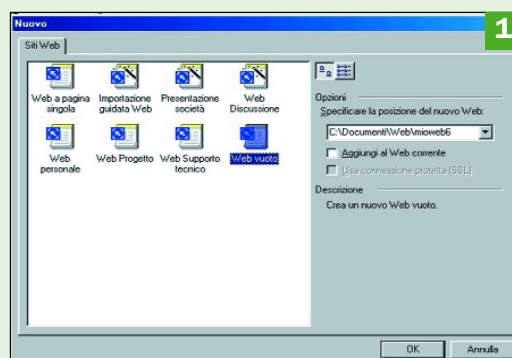 Nuovo
1
Siti Web
Web a pagina singola
Importazione guidata Web
Presentazione società
Web Discussione
Web personale
Web Progetto
Web Supporto tecnico
Web vuoto
Opzioni
Specificare la posizione del nuovo Web:
C:\Documenti\Web\mioweb6
Aggiungi al Web corrente
Usa connessione protetta (SSL)
Descrizione
Crea un nuovo Web vuoto.
OK
Annulla